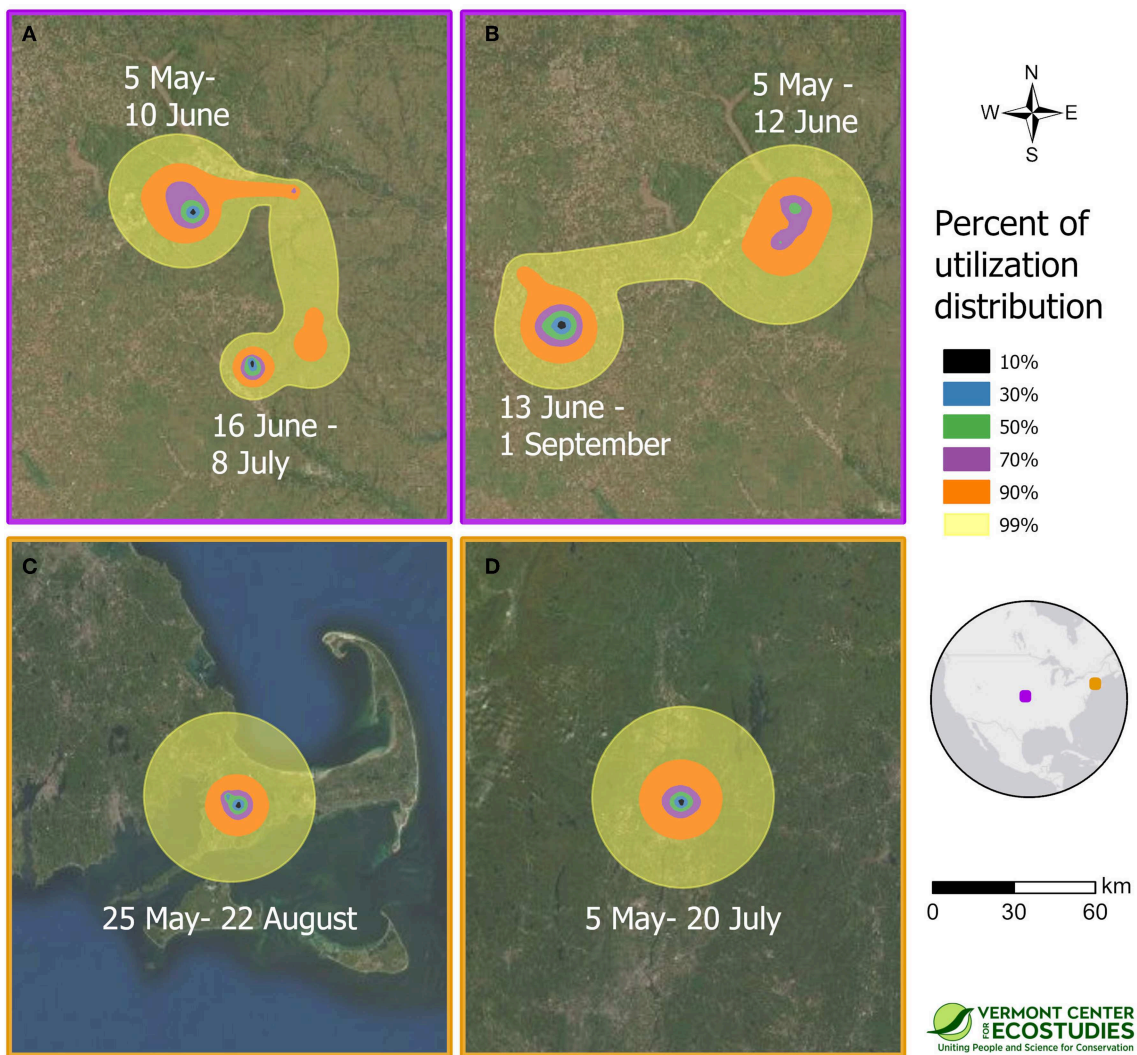 A
5 May-
10 June
16 June -
8 July
B
5 May -
12 June
13 June -
1 September
C
25 May- 22 August
D
5 May- 20 July
N
W
E
S
Percent of
utilization
distribution
10%
30%
50%
70%
90%
99%
km
0 30 60
VERMONT CENTER
FOR ECOSTUDIES
Uniting People and Science for Conservation